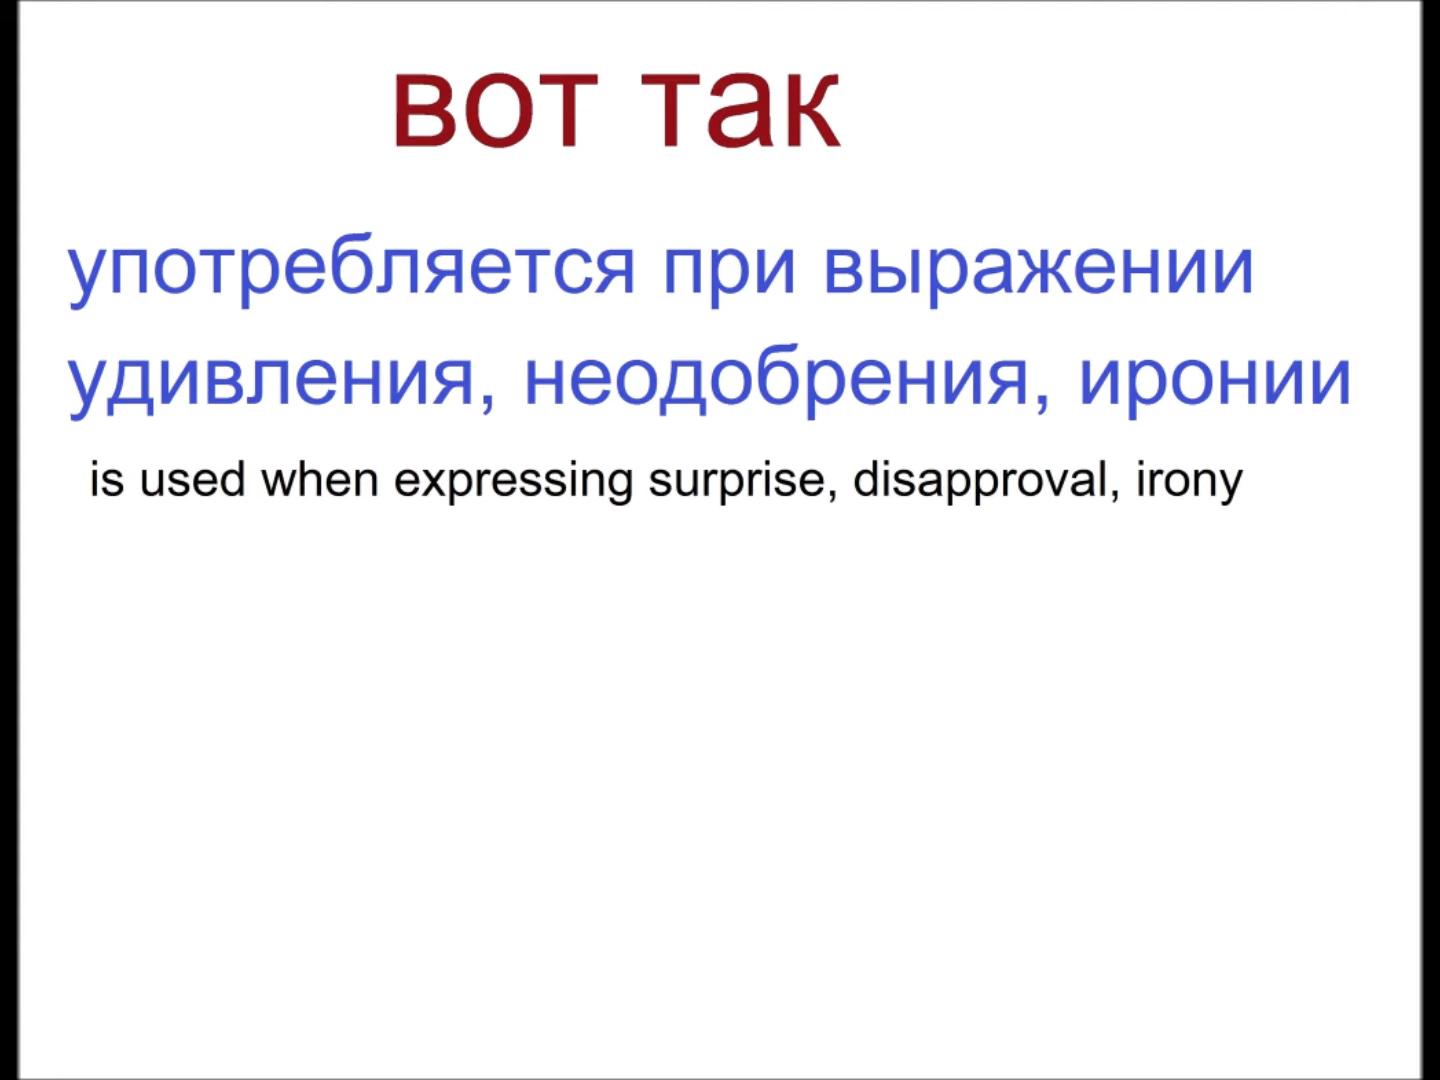 вот так
употребляется при выражении
удивления, неодобрения, иронии
is used when expressing surprise, disapproval, irony